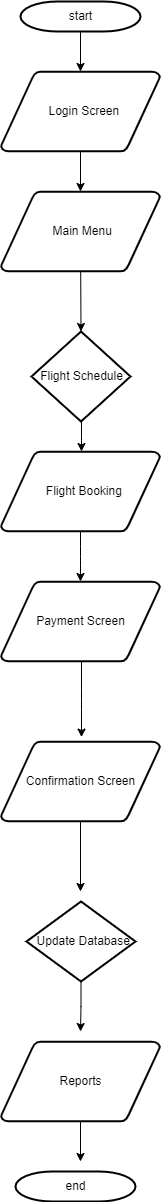 start
Login Screen
Main Menu
Flight Schedule
Flight Booking
Payment Screen
Confirmation Screen
Update Database
Reports
end